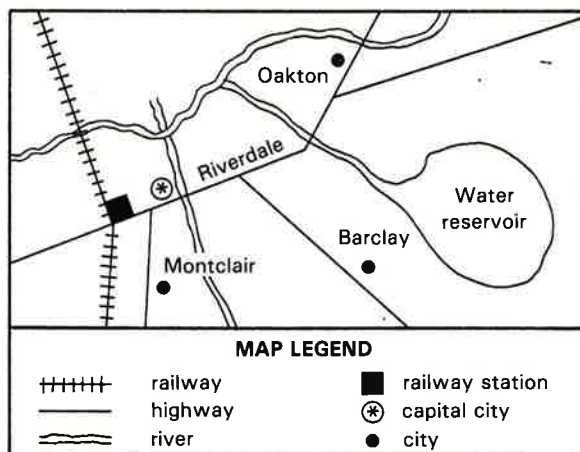 Oakton
Riverdale
Water
reservoir
Barclay
Montclair
MAP LEGEND
railway
railway station
highway
capital city
river
city